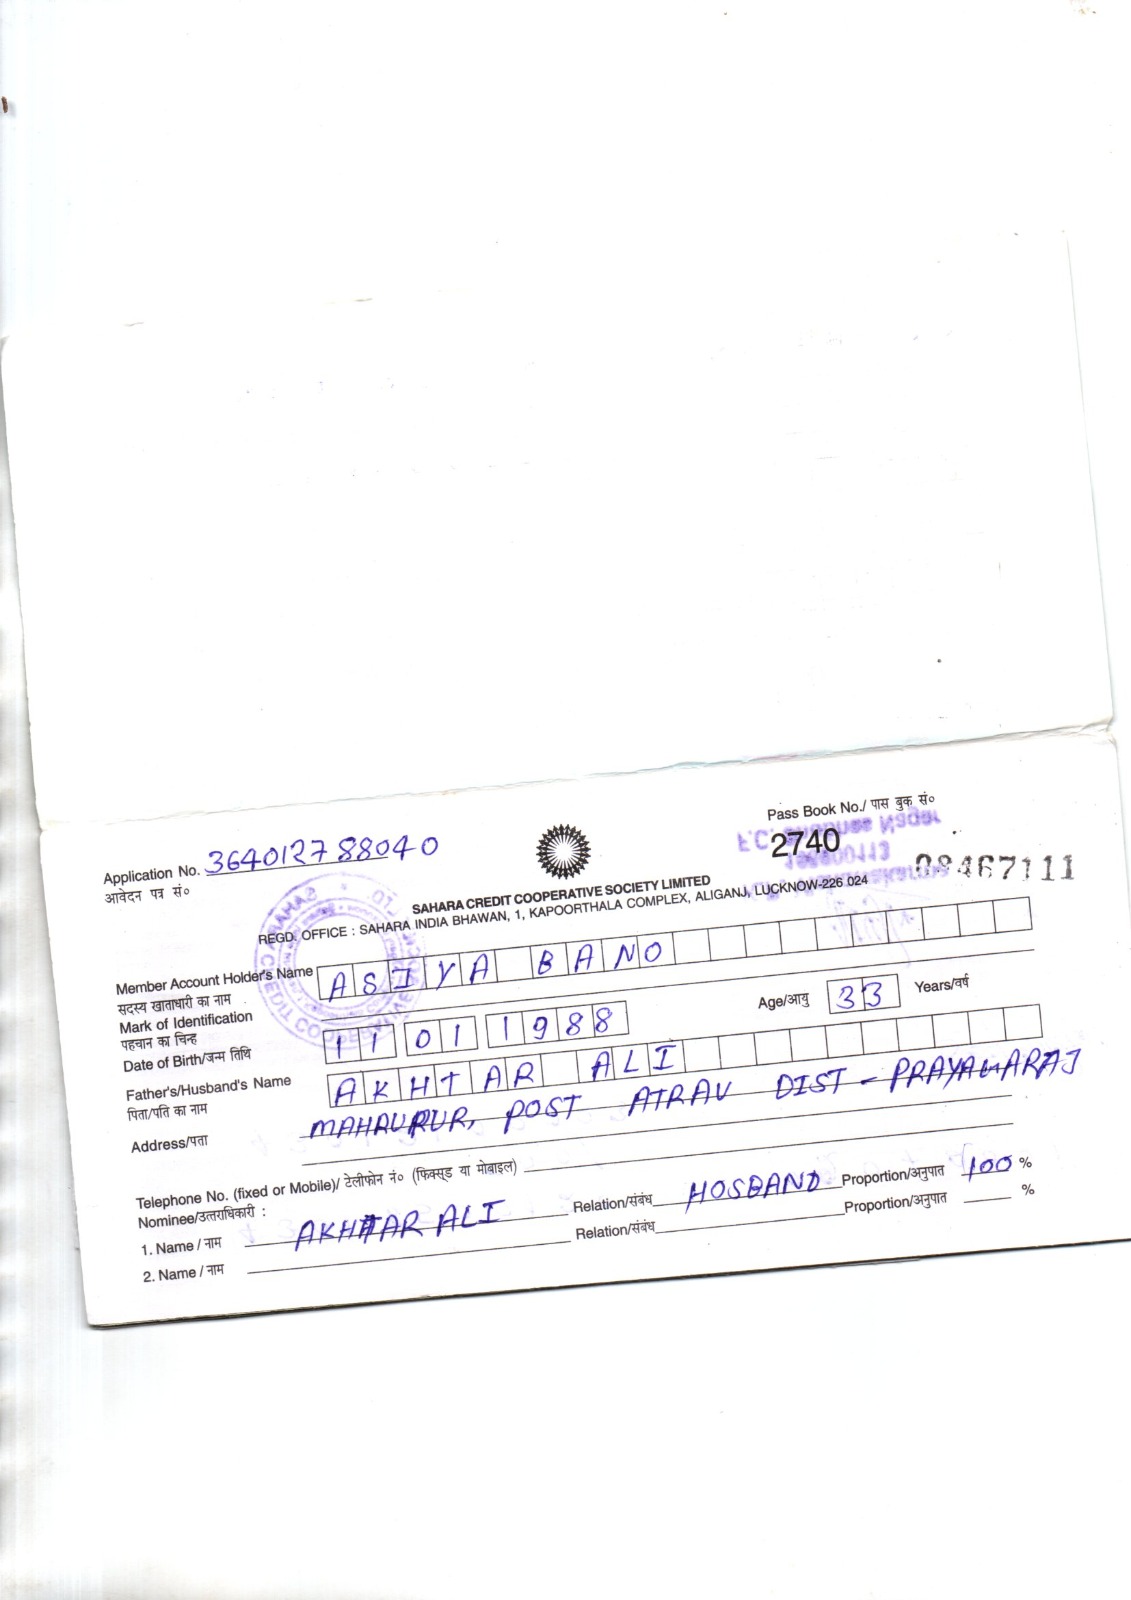 Pass Book No./ पास बुक सं०
Application No. 364012788040 2740 08467111
आवेदन पत्र सं०
SAHARA CREDIT COOPERATIVE SOCIETY LIMITED
REGD. OFFICE : SAHARA INDIA BHAWAN, 1, KAPOORTHALA COMPLEX, ALIGANJ, LUCKNOW-226 024
Member Account Holder's Name ASIYA BANO
सदस्य खाताधारी का नाम
Mark of Identification
पहचान का चिन्ह
Date of Birth/जन्म तिथि 11 01 1988 Age/आयु 33 Years/वर्ष
Father's/Husband's Name AKHTAR ALI
पिता/पति का नाम
Address/पता MAHAURUR, POST ATRAV DIST - PRAYAGARAJ
Telephone No. (fixed or Mobile)/ टेलीफोन नं० (फिक्स्ड या मोबाइल)
Nominee/उत्तराधिकारी :
1. Name / नाम AKHTAR ALI Relation/संबंध HOSBAND Proportion/अनुपात 100 %
2. Name / नाम Relation/संबंध Proportion/अनुपात %